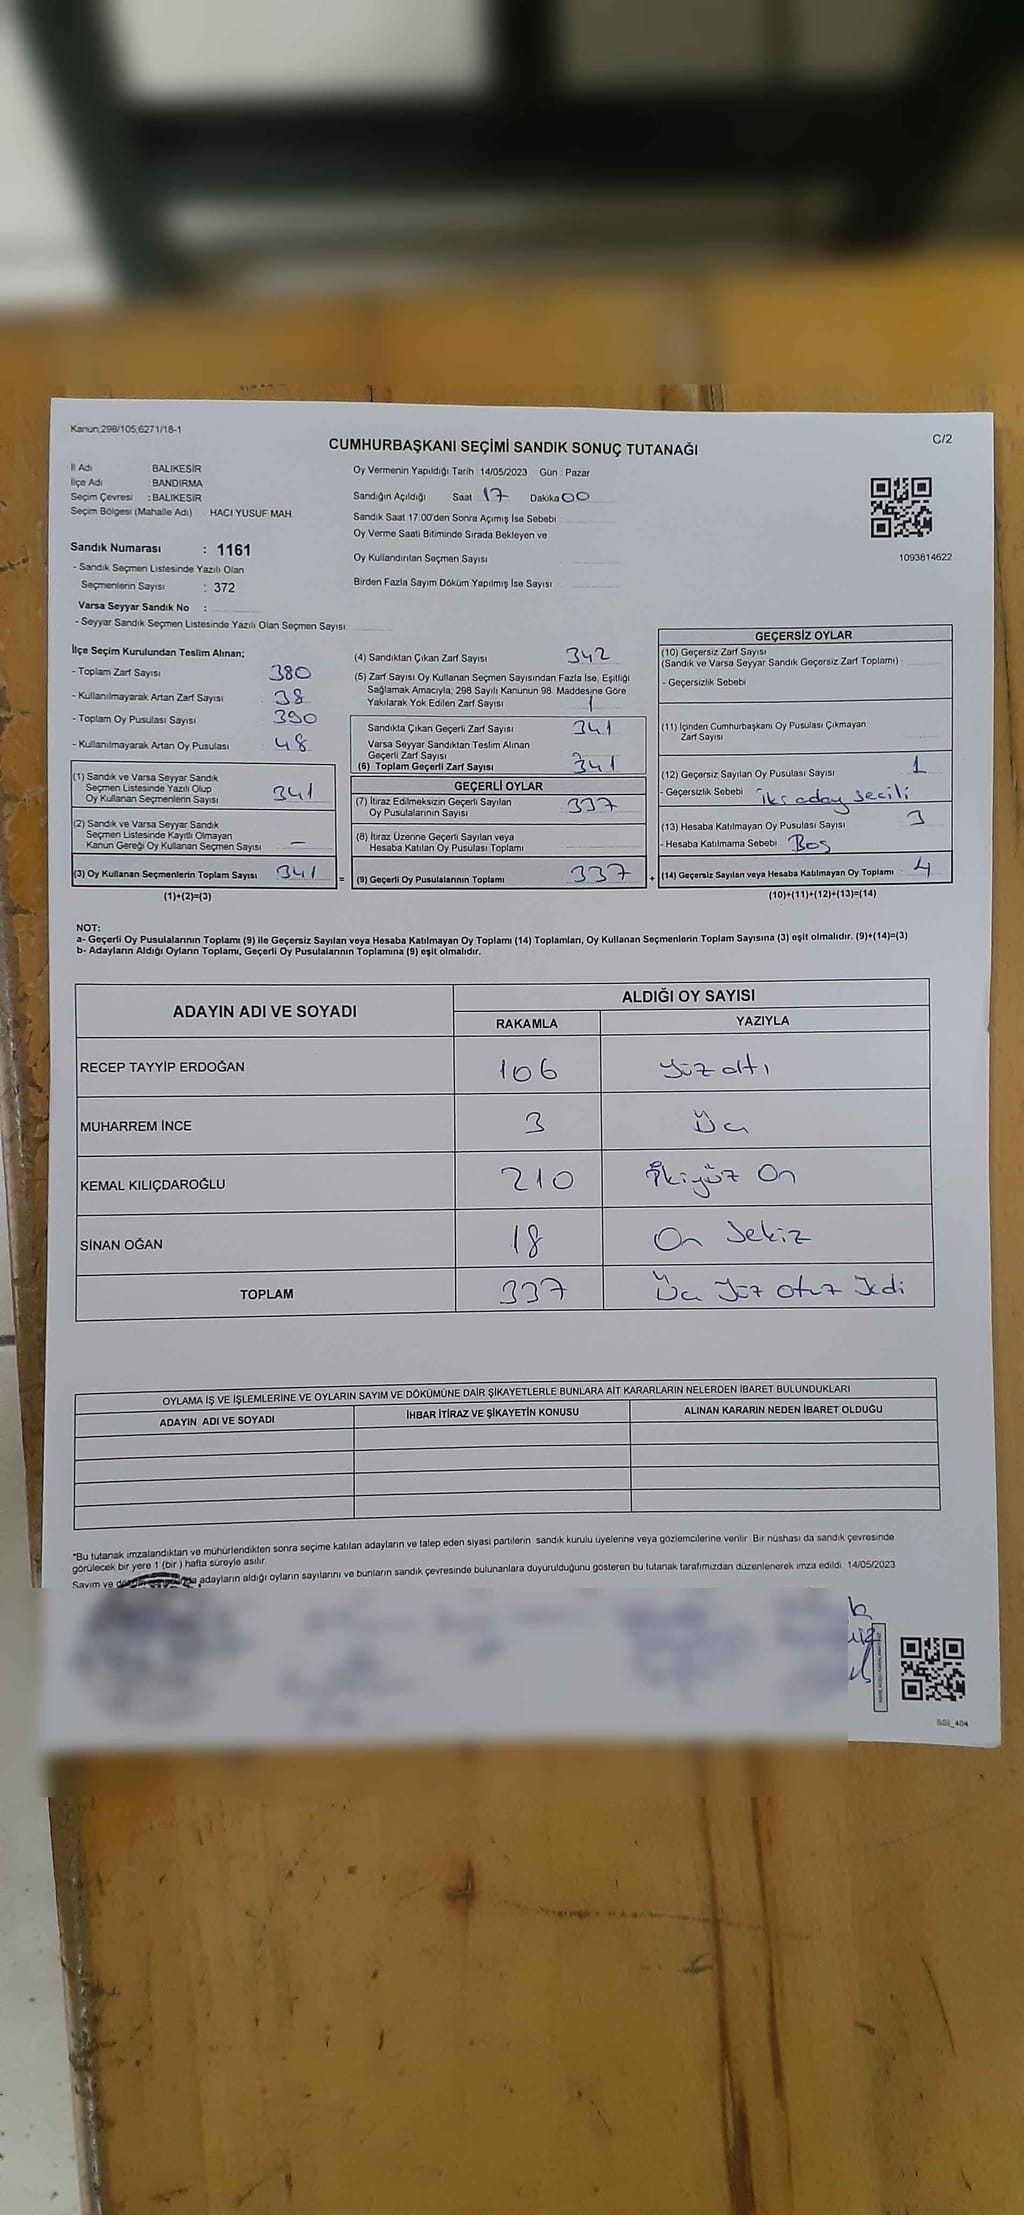 Kanun,298/105,6271/18-1
C/2
CUMHURBAŞKANI SEÇİMİ SANDIK SONUÇ TUTANAĞI
İl Adı BALIKESİR
İlçe Adı BANDIRMA
Seçim Çevresi : BALIKESİR
Seçim Bölgesi (Mahalle Adı) HACI YUSUF MAH
Sandık Numarası : 1161
- Sandık Seçmen Listesinde Yazılı Olan
Seçmenlerin Sayısı : 372
Varsa Seyyar Sandık No :
- Seyyar Sandık Seçmen Listesinde Yazılı Olan Seçmen Sayısı:
Oy Vermenin Yapıldığı Tarih : 14/05/2023 Gün : Pazar
Sandığın Açıldığı Saat 17 Dakika 00
Sandık Saat 17:00'den Sonra Açımış İse Sebebi :
Oy Verme Saati Bitiminde Sırada Bekleyen ve
Oy Kullandırılan Seçmen Sayısı
Birden Fazla Sayım Döküm Yapılmış İse Sayısı
1093814622
İlçe Seçim Kurulundan Teslim Alınan;
- Toplam Zarf Sayısı : 380
- Kullanılmayarak Artan Zarf Sayısı : 38
- Toplam Oy Pusulası Sayısı : 390
- Kullanılmayarak Artan Oy Pusulası : 48
(1) Sandık ve Varsa Seyyar Sandık
Seçmen Listesinde Yazılı Olup
Oy Kullanan Seçmenlerin Sayısı : 341
(2) Sandık ve Varsa Seyyar Sandık
Seçmen Listesinde Kayıtlı Olmayan
Kanun Gereği Oy Kullanan Seçmen Sayısı : -
(3) Oy Kullanan Seçmenlerin Toplam Sayısı : 341
(1)+(2)=(3)
(4) Sandıktan Çıkan Zarf Sayısı : 342
(5) Zarf Sayısı Oy Kullanan Seçmen Sayısından Fazla İse, Eşitliği
Sağlamak Amacıyla, 298 Sayılı Kanunun 98. Maddesine Göre
Yakılarak Yok Edilen Zarf Sayısı : 1
Sandıkta Çıkan Geçerli Zarf Sayısı : 341
Varsa Seyyar Sandıktan Teslim Alınan
Geçerli Zarf Sayısı
(6) Toplam Geçerli Zarf Sayısı : 341
GEÇERLİ OYLAR
(7) İtiraz Edilmeksizin Geçerli Sayılan
Oy Pusulalarının Sayısı : 337
(8) İtiraz Üzerine Geçerli Sayılan veya
Hesaba Katılan Oy Pusulası Toplamı :
= (9) Geçerli Oy Pusulalarının Toplamı : 337
GEÇERSİZ OYLAR
(10) Geçersiz Zarf Sayısı
(Sandık ve Varsa Seyyar Sandık Geçersiz Zarf Toplamı) :
- Geçersizlik Sebebi
(11) İçinden Cumhurbaşkanı Oy Pusulası Çıkmayan
Zarf Sayısı
(12) Geçersiz Sayılan Oy Pusulası Sayısı : 1
- Geçersizlik Sebebi iki aday seçili
(13) Hesaba Katılmayan Oy Pusulası Sayısı : 3
- Hesaba Katılmama Sebebi Boş
+ (14) Geçersiz Sayılan veya Hesaba Katılmayan Oy Toplamı : 4
(10)+(11)+(12)+(13)=(14)
NOT:
a- Geçerli Oy Pusulalarının Toplamı (9) ile Geçersiz Sayılan veya Hesaba Katılmayan Oy Toplamı (14) Toplamları, Oy Kullanan Seçmenlerin Toplam Sayısına (3) eşit olmalıdır. (9)+(14)=(3)
b- Adayların Aldığı Oyların Toplamı, Geçerli Oy Pusulalarının Toplamına (9) eşit olmalıdır.
ADAYIN ADI VE SOYADI ALDIĞI OY SAYISI
RAKAMLA YAZIYLA
RECEP TAYYİP ERDOĞAN 106 Yüz altı
MUHARREM İNCE 3 Üç
KEMAL KILIÇDAROĞLU 210 İkiyüz On
SİNAN OĞAN 18 On Sekiz
TOPLAM 337 Üç Yüz Otuz Yedi
OYLAMA İŞ VE İŞLEMLERİNE VE OYLARIN SAYIM VE DÖKÜMÜNE DAİR ŞİKAYETLERLE BUNLARA AİT KARARLARIN NELERDEN İBARET BULUNDUKLARI
ADAYIN ADI VE SOYADI İHBAR İTİRAZ VE ŞİKAYETİN KONUSU ALINAN KARARIN NEDEN İBARET OLDUĞU
*Bu tutanak imzalandıktan ve mühürlendikten sonra seçime katılan adayların ve talep eden siyasi partilerin sandık kurulu üyelerine veya gözlemcilerine verilir. Bir nüshası da sandık çevresinde
görülecek bir yere 1 (bir ) hafta süreyle asılır.
Sayım ve adayların aldığı oyların sayılarını ve bunların sandık çevresinde bulunanlara duyurulduğunu gösteren bu tutanak tarafımızdan düzenlenerek imza edildi. 14/05/2023
SSİ_404